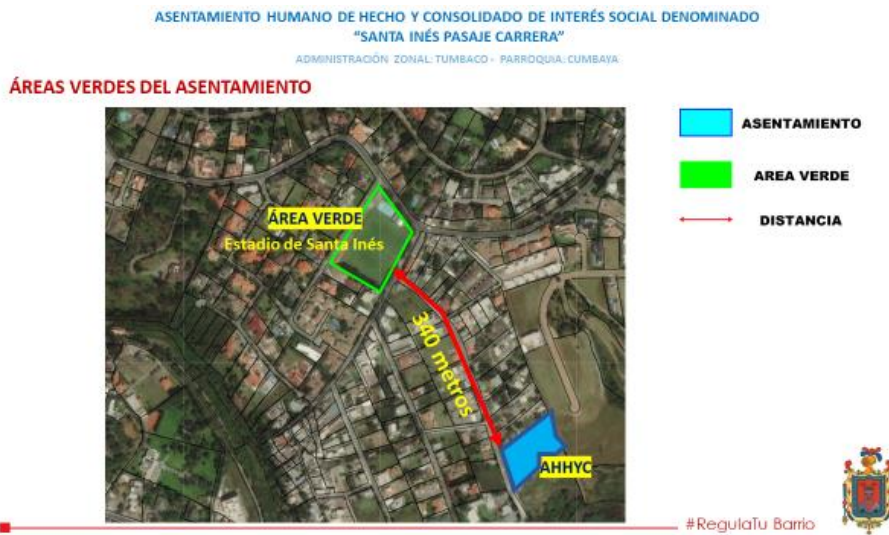 ASENTAMIENTO HUMANO DE HECHO Y CONSOLIDADO DE INTERÉS SOCIAL DENOMINADO
“SANTA INÉS PASAJE CARRERA”
ADMINISTRACIÓN ZONAL: TUMBACO - PARROQUIA: CUMBAYA
ÁREAS VERDES DEL ASENTAMIENTO
ASENTAMIENTO
AREA VERDE
DISTANCIA
ÁREA VERDE
Estadio de Santa Inés
340 metros
AHHYC
#RegulaTu Barrio